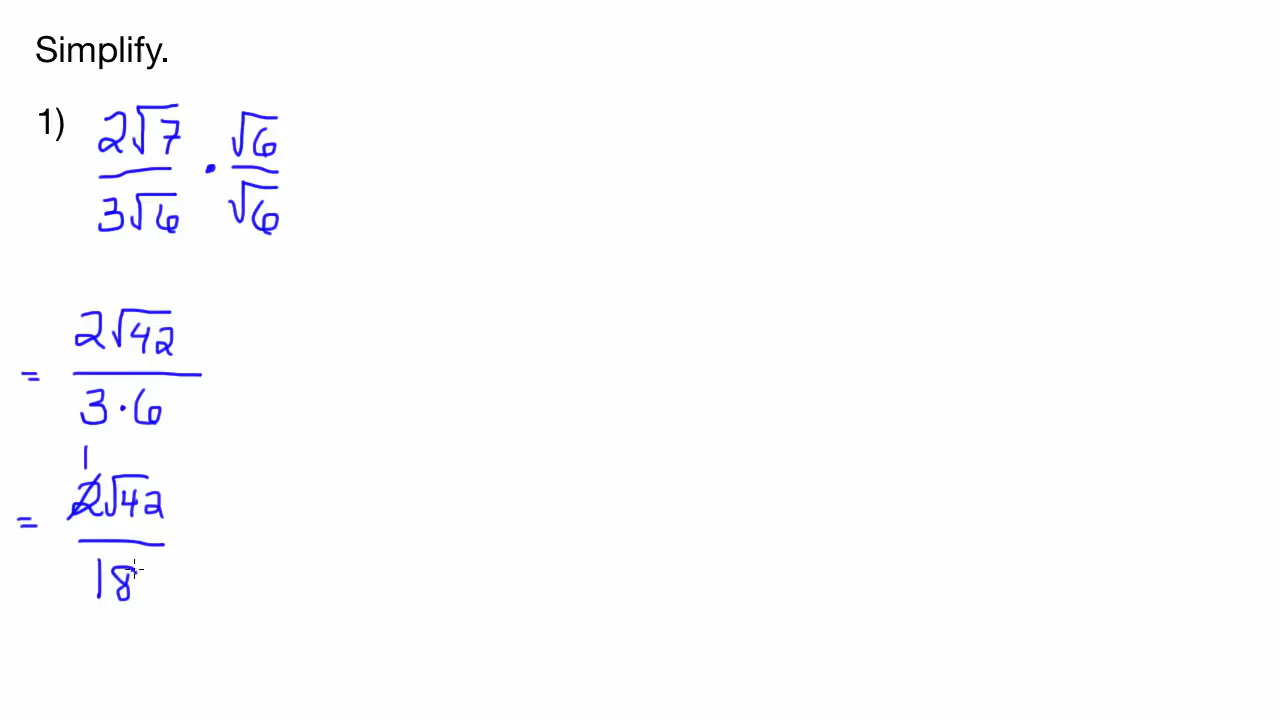 Simplify.
1) 2√7 / 3√6 · √6 / √6
= 2√42 / 3·6
1
= 2√42 / 18